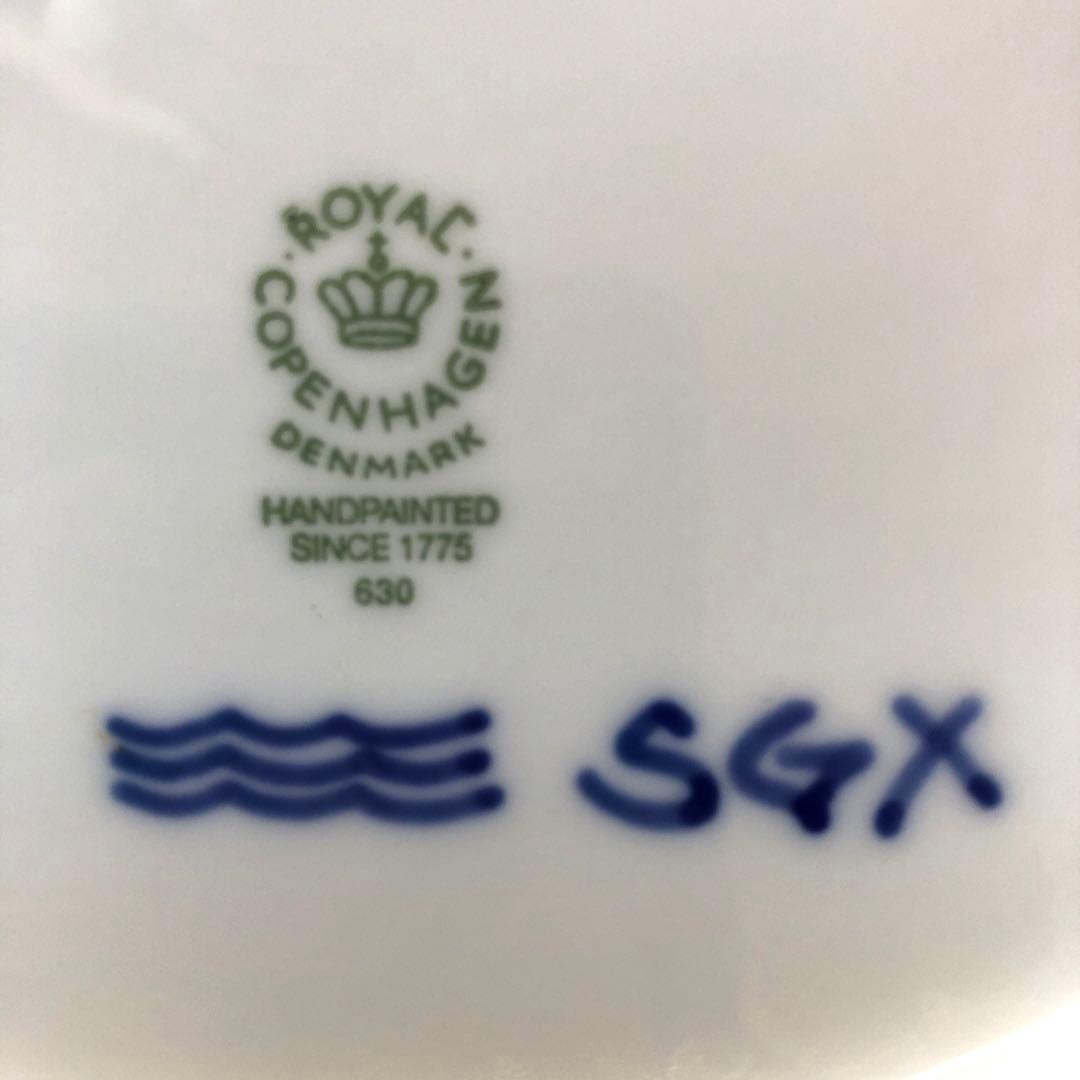 ROYAL
COPENHAGEN
DENMARK
HANDPAINTED
SINCE 1775
630
SGX